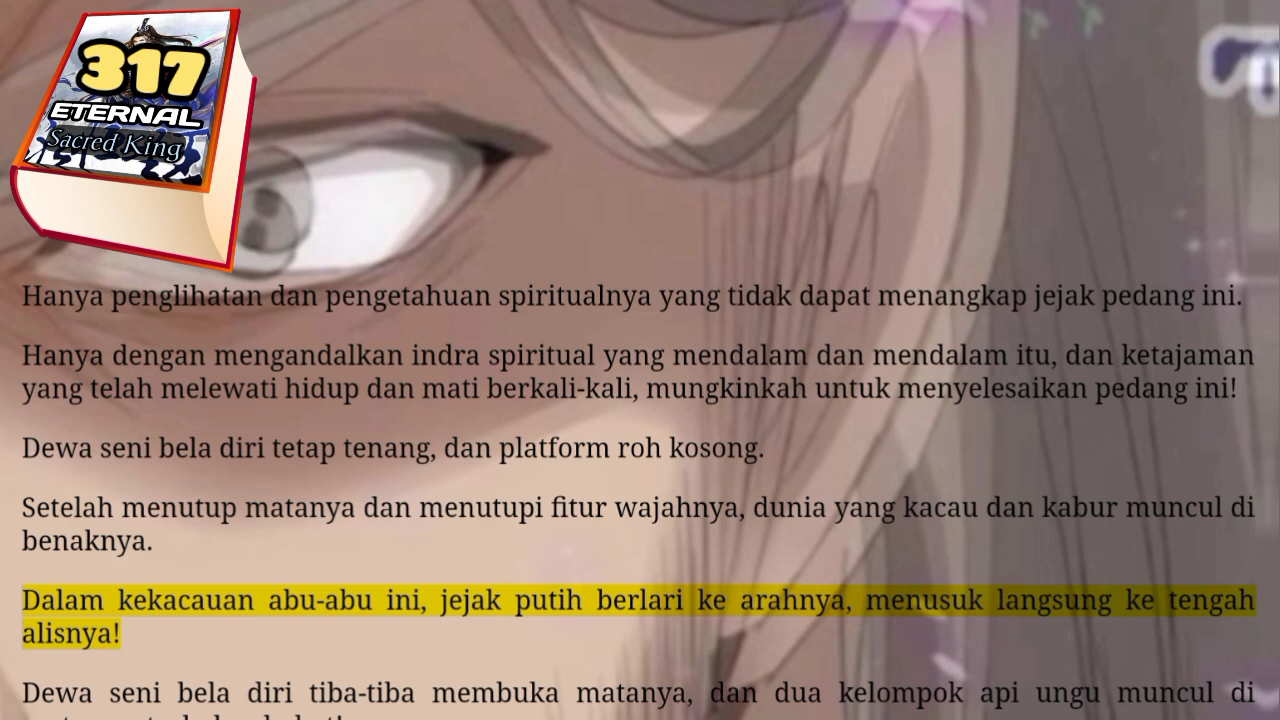 317
ETERNAL
Sacred King
Hanya penglihatan dan pengetahuan spiritualnya yang tidak dapat menangkap jejak pedang ini.
Hanya dengan mengandalkan indra spiritual yang mendalam dan mendalam itu, dan ketajaman
yang telah melewati hidup dan mati berkali-kali, mungkinkah untuk menyelesaikan pedang ini!
Dewa seni bela diri tetap tenang, dan platform roh kosong.
Setelah menutup matanya dan menutupi fitur wajahnya, dunia yang kacau dan kabur muncul di
benaknya.
Dalam kekacauan abu-abu ini, jejak putih berlari ke arahnya, menusuk langsung ke tengah
alisnya!
Dewa seni bela diri tiba-tiba membuka matanya, dan dua kelompok api ungu muncul di